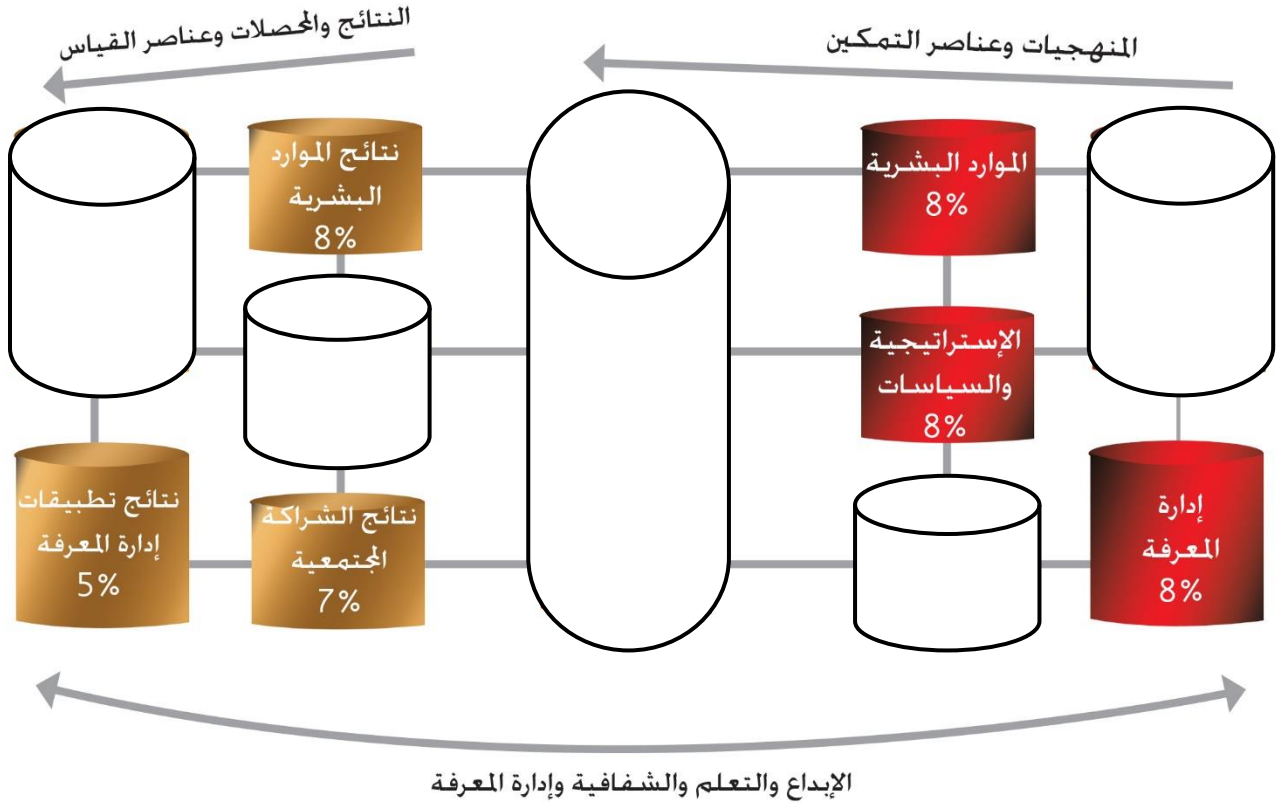 المنهجيات وعناصر التمكين
النتائج والمحصلات وعناصر القياس
الموارد البشرية
8%
الإستراتيجية
والسياسات
8%
إدارة
المعرفة
8%
نتائج الموارد
البشرية
8%
نتائج الشراكة
المجتمعية
7%
نتائج تطبيقات
إدارة المعرفة
5%
الإبداع والتعلم والشفافية وإدارة المعرفة